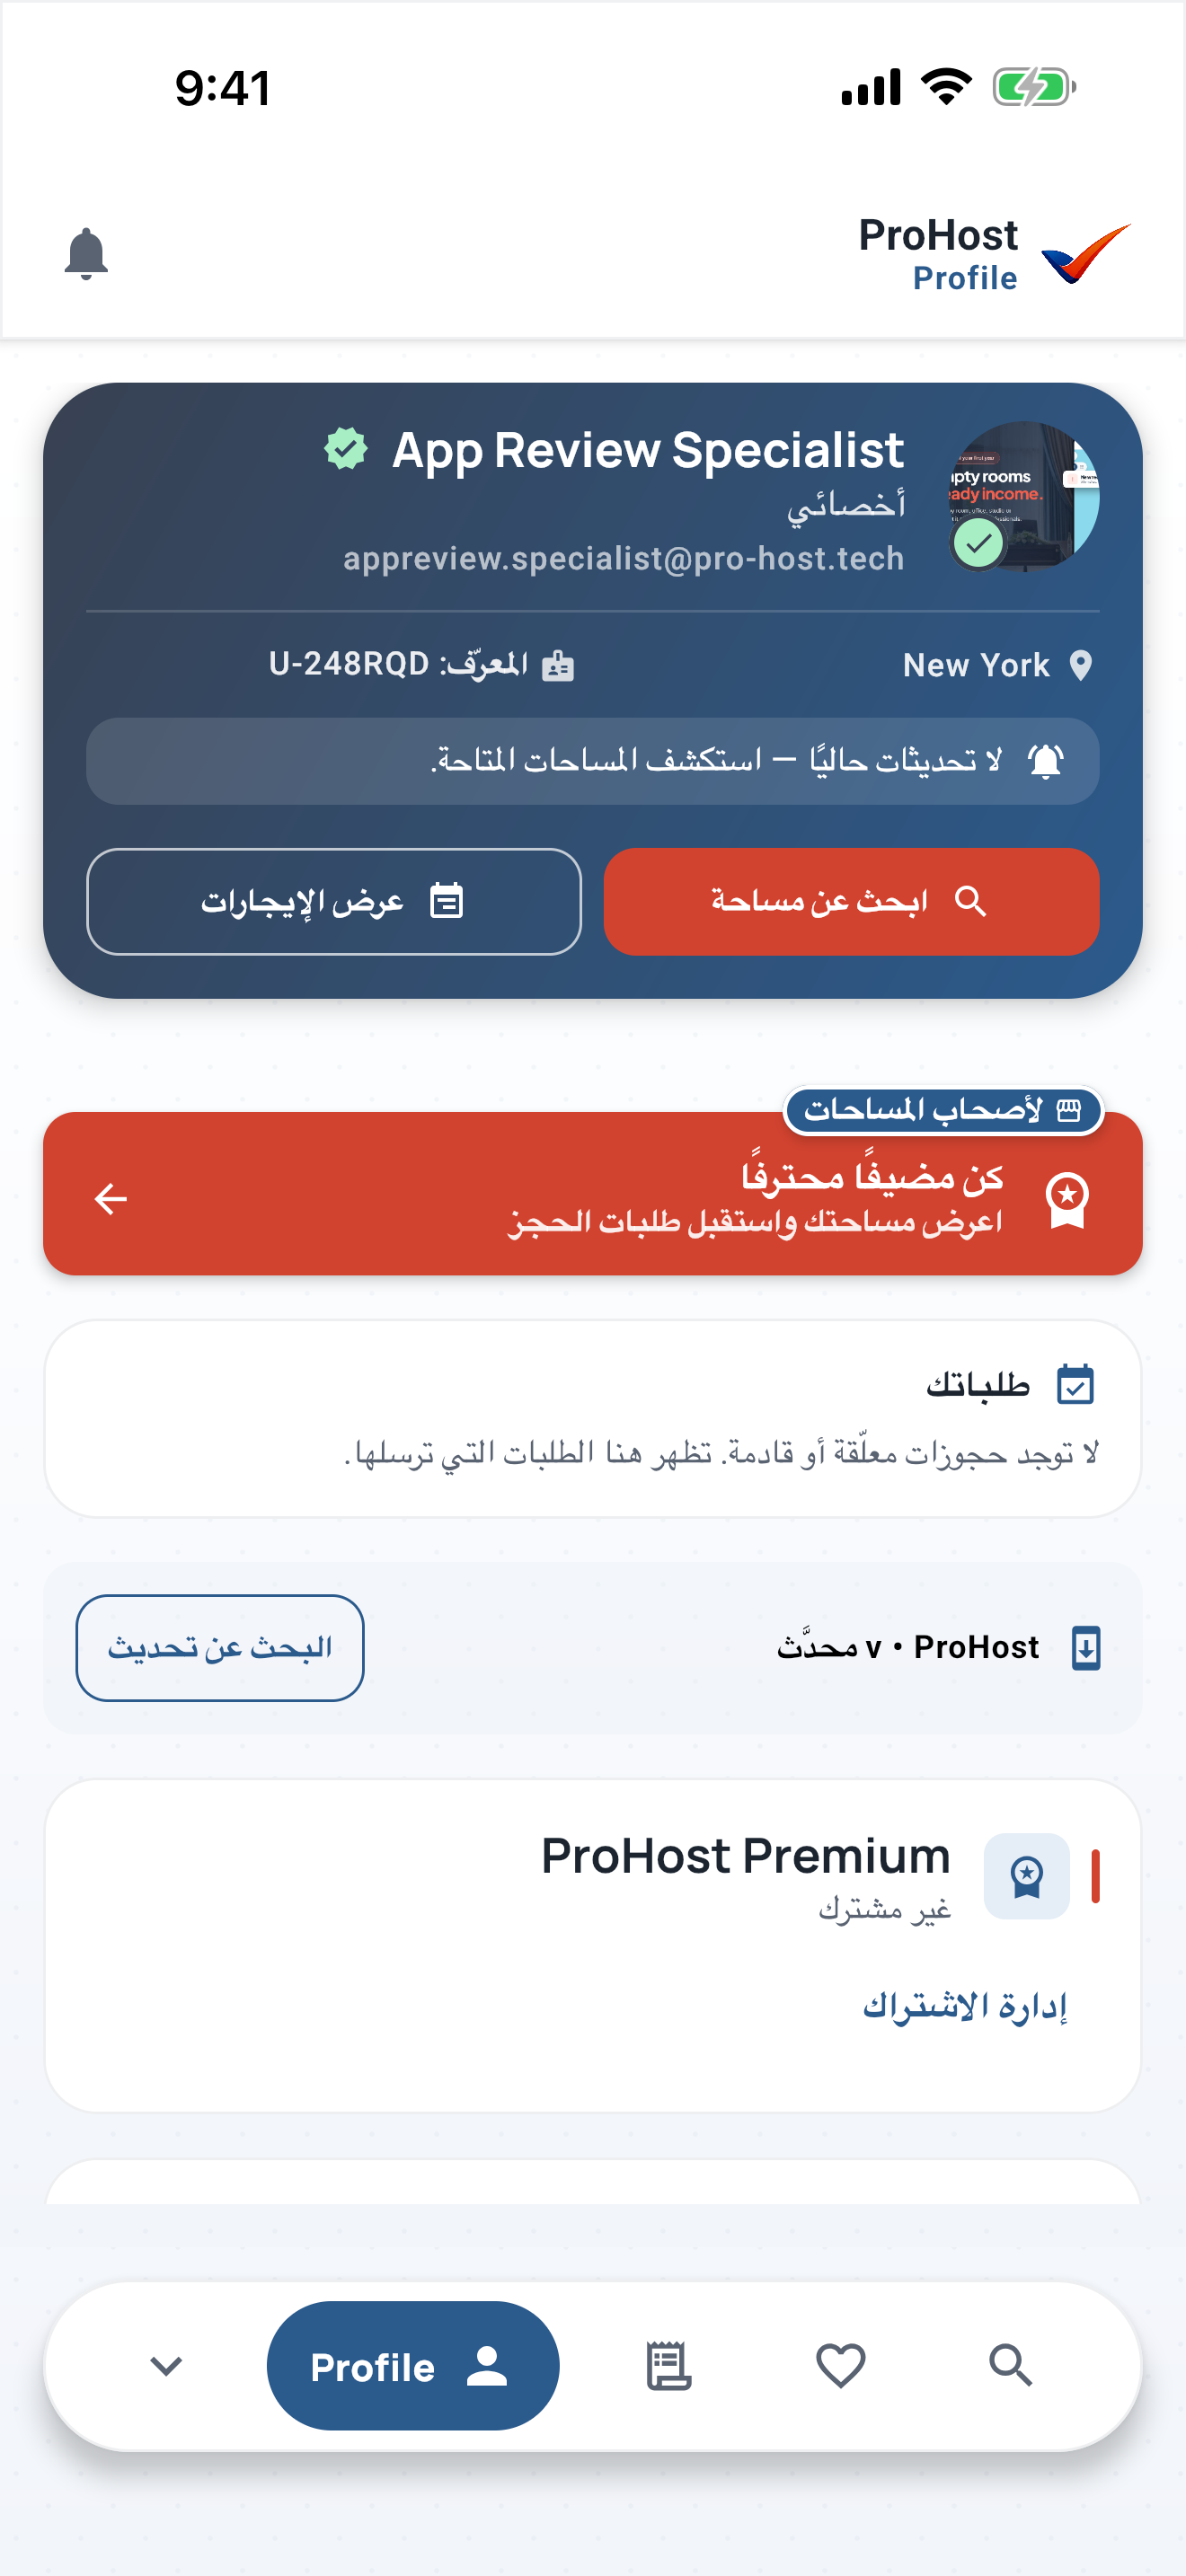 9:41
ProHost
Profile
App Review Specialist
أخصائي
appreview.specialist@pro-host.tech
New York
المعرّف: U-248RQD
لا تحديثات حاليًا — استكشف المساحات المتاحة.
ابحث عن مساحة
عرض الإيجارات
لأصحاب المساحات
كن مضيفًا محترفًا
اعرض مساحتك واستقبل طلبات الحجز
طلباتك
لا توجد حجوزات معلّقة أو قادمة. تظهر هنا الطلبات التي ترسلها.
ProHost • v محدَّث
البحث عن تحديث
ProHost Premium
غير مشترك
إدارة الاشتراك
Profile